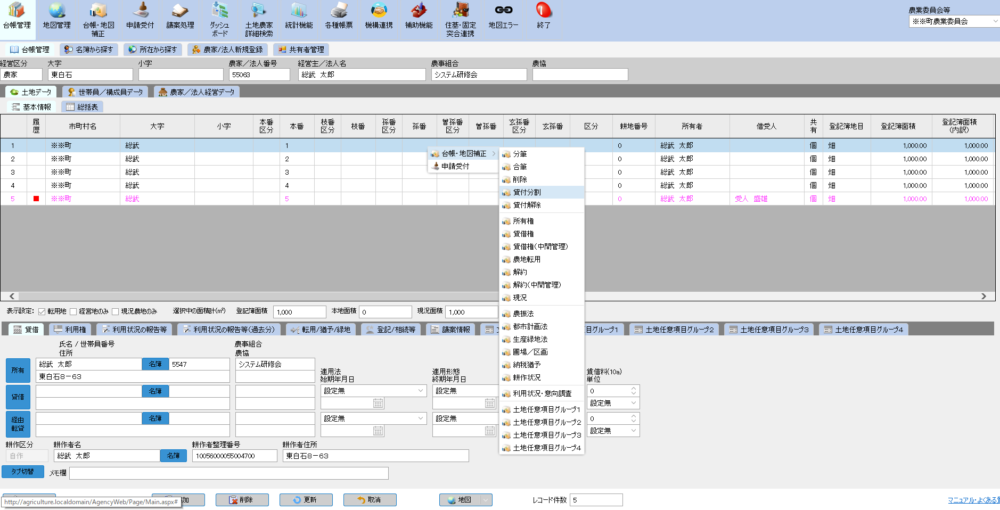 台帳管理 地図管理 台帳・地図補正 申請受付 議案処理 ダッシュボード 土地農家詳細検索 統計機能 各種帳票 機構連携 補助機能 住基・固定突合連携 地図エラー 終了
農業委員会等
※※町農業委員会
台帳管理 名簿から探す 所在から探す 農家/法人新規登録 共有者管理
経営区分 大字 小字 農家／法人番号 経営主／法人名 農事組合 農協
農家 東白石 55063 総武 太郎 システム研修会
土地データ 世帯員／構成員データ 農家／法人経営データ
基本情報 総括表
履歴 市町村名 大字 小字 本番区分 本番 枝番区分 枝番 孫番区分 孫番 曽孫番区分 曽孫番 玄孫番区分 玄孫番 区分 耕地番号 所有者 借受人 共有 登記簿地目 登記簿面積 登記簿面積(内訳)
1 ※※町 総武 1 0 総武 太郎 個 畑 1,000.00 1,000.00
2 ※※町 総武 2 0 総武 太郎 個 畑 1,000.00 1,000.00
3 ※※町 総武 3 0 総武 太郎 個 畑 1,000.00 1,000.00
4 ※※町 総武 4 0 総武 太郎 個 畑 1,000.00 1,000.00
5 ※※町 総武 5 0 総武 太郎 受人 盛雄 個 畑 1,000.00 1,000.00
台帳・地図補正
申請受付
分筆
合筆
削除
貸付分割
貸付解除
所有権
貸借権
貸借権(中間管理)
農地転用
解約
解約(中間管理)
現況
農振法
都市計画法
生産緑地法
圃場／区画
納税猶予
耕作状況
利用状況・意向調査
土地任意項目グループ1
土地任意項目グループ2
土地任意項目グループ3
土地任意項目グループ4
表示設定: 転用地 経営地のみ 現況農地のみ 選択中の面積計(㎡) 登記簿面積 1,000 本地面積 0 現況面積 1,000
貸借 利用権 利用状況の報告等 利用状況の報告等(過去分) 転用/猶予/緑地 登記/相続等 議案情報 目グループ1 土地任意項目グループ2 土地任意項目グループ3 土地任意項目グループ4
氏名 / 世帯員番号 農事組合
住所 農協
所有 総武 太郎 名簿 5547 システム研修会
東白石8－63
適用法 適用形態 賃借料(10a)
始期年月日 終期年月日 単位
貸借 名簿 設定無 設定無 0
設定無
経由転貸 名簿 設定無 設定無 0
設定無
耕作区分 耕作者名 耕作者整理番号 耕作者住所
自作 総武 太郎 名簿 10056000055004700 東白石8－63
タブ切替 メモ欄
http://agriculture.localdomain/AgencyWeb/Page/Main.aspx#
加 削除 更新 取消 地図 レコード件数 5 マニュアル・よくある